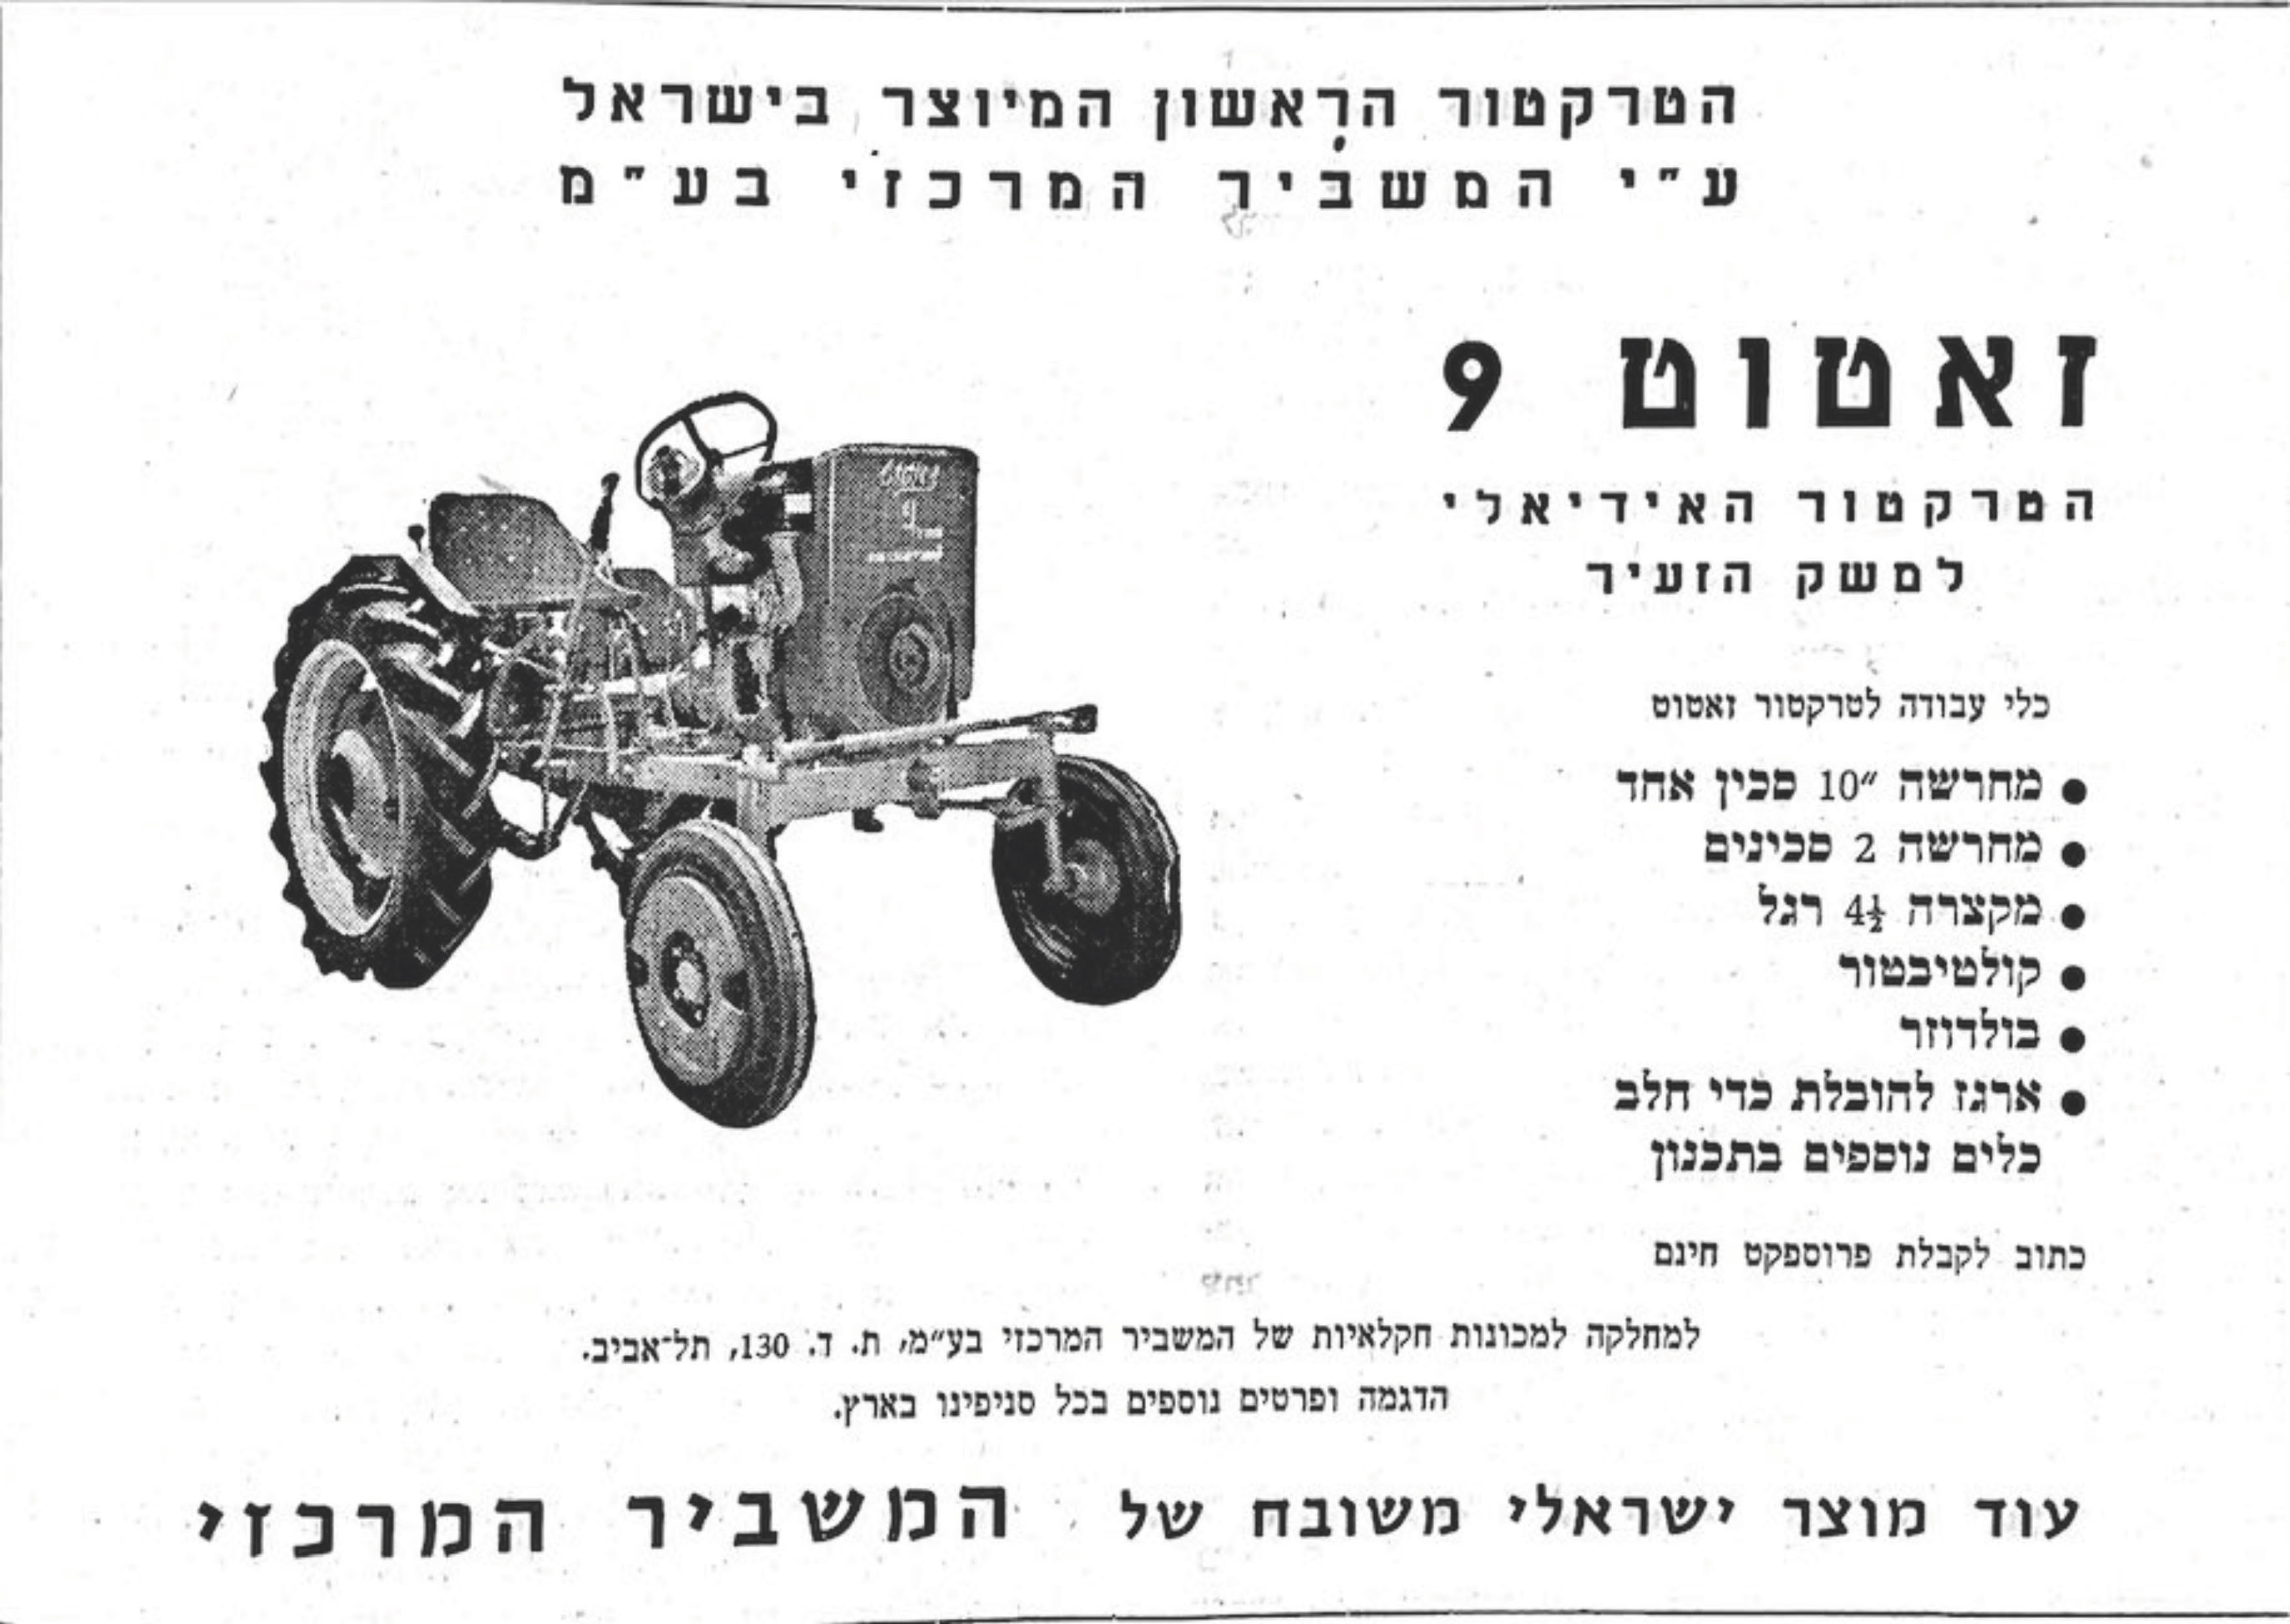 הטרקטור הראשון המיוצר בישראל
ע״י המשביר המרכזי בע״מ
זאטוט 9
הטרקטור האידיאלי
למשק הזעיר
כלי עבודה לטרקטור זאטוט
● מחרשה 10״ סכין אחד
● מחרשה 2 סכינים
● מקצרה 4½ רגל
● קולטיבטור
● בולדוזר
● ארגז להובלת כדי חלב
כלים נוספים בתכנון
כתוב לקבלת פרוספקט חינם
למחלקה למכונות חקלאיות של המשביר המרכזי בע״מ, ת. ד. 130, תל־אביב.
הדגמה ופרטים נוספים בכל סניפינו בארץ.
עוד מוצר ישראלי משובח של המשביר המרכזי